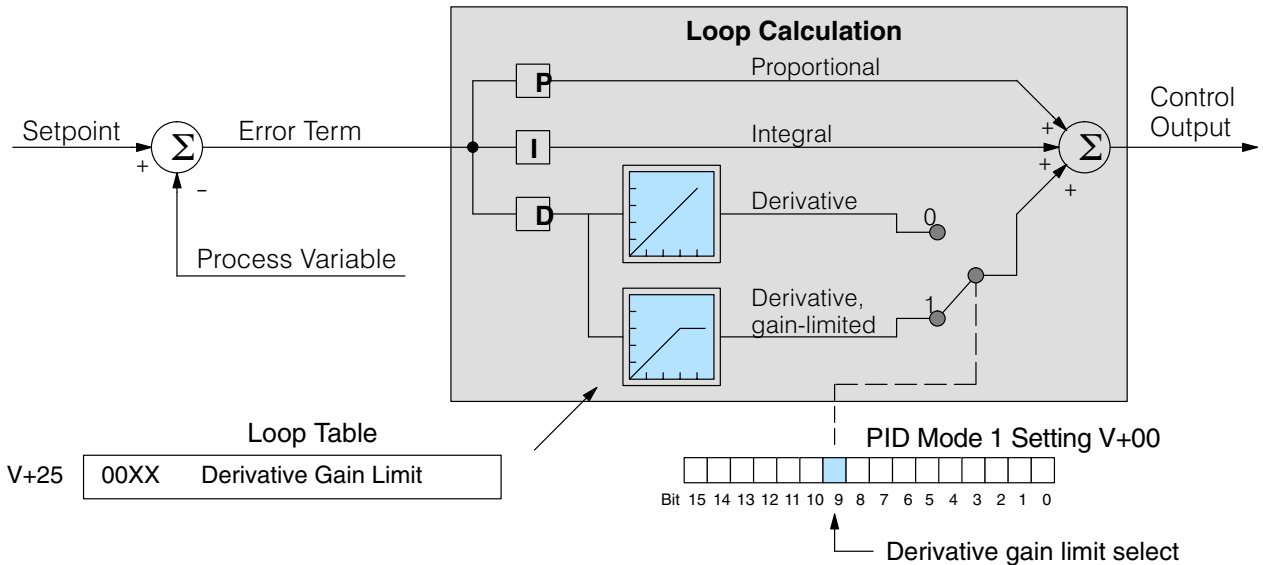 Loop Calculation
P
Proportional
Control
Output
Setpoint
Σ
Error Term
I
Integral
Σ
+
+
+
+
−
D
Derivative
0
Process Variable
Derivative,
gain-limited
1
Loop Table
PID Mode 1 Setting V+00
V+25 00XX Derivative Gain Limit
Bit 15 14 13 12 11 10 9 8 7 6 5 4 3 2 1 0
Derivative gain limit select